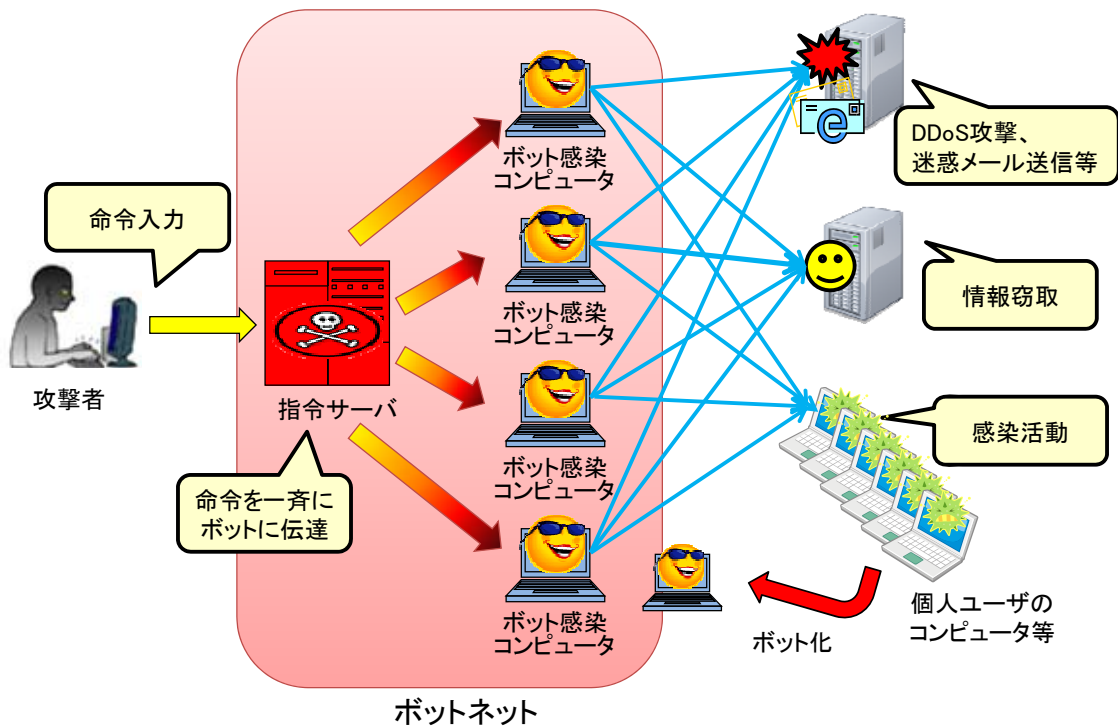 命令入力
攻撃者
指令サーバ
命令を一斉に
ボットに伝達
ボット感染
コンピュータ
ボット感染
コンピュータ
ボット感染
コンピュータ
ボット感染
コンピュータ
ボットネット
e
DDoS攻撃、
迷惑メール送信等
情報窃取
感染活動
個人ユーザの
コンピュータ等
ボット化